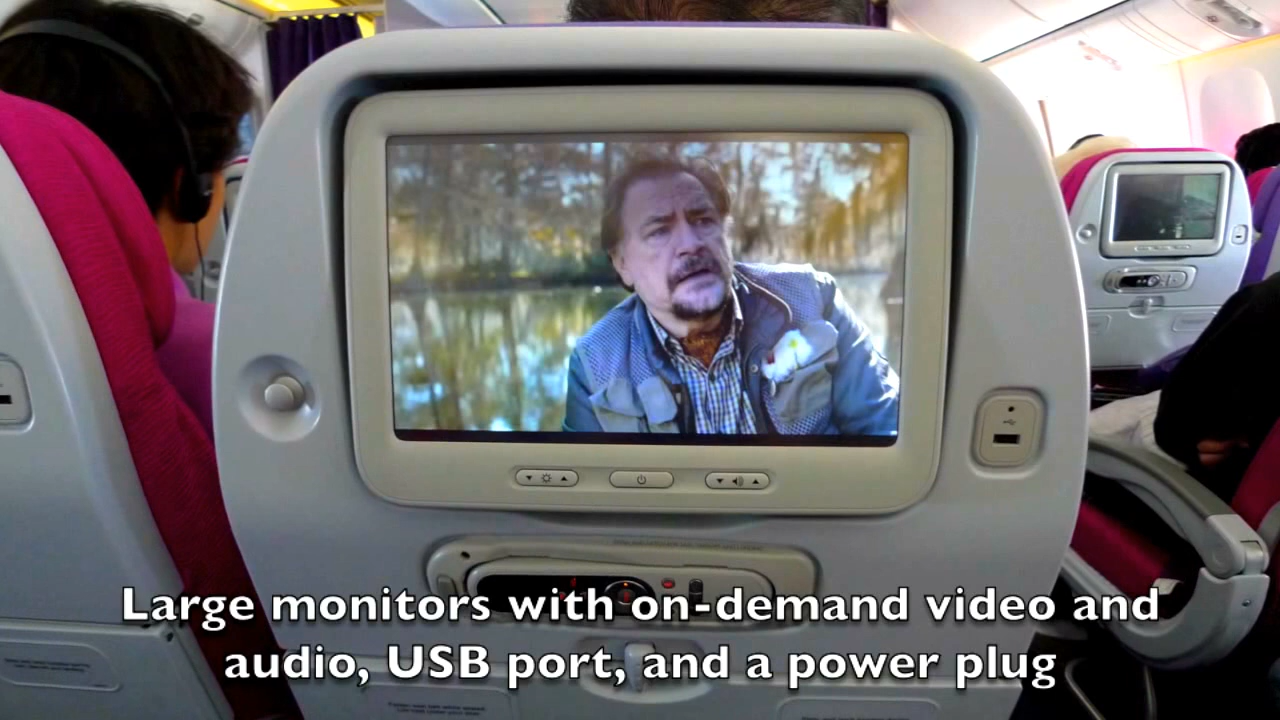 Large monitors with on-demand video and
audio, USB port, and a power plug